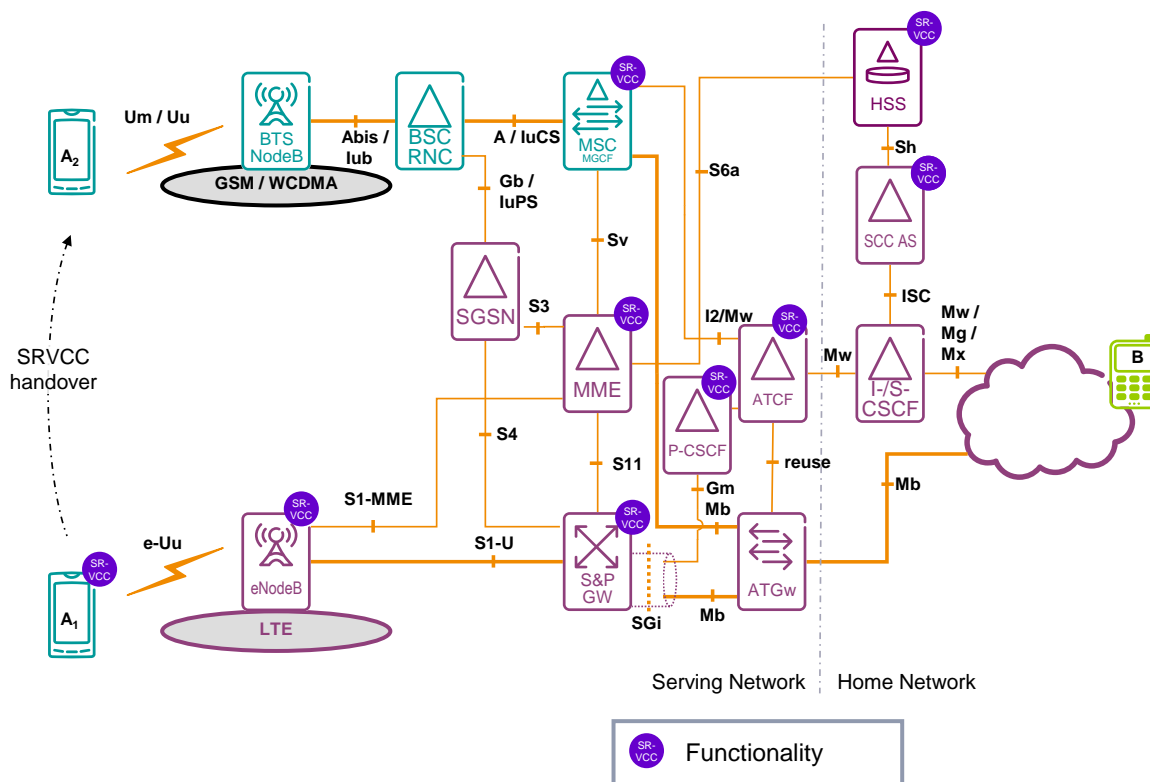 SR-
VCC
HSS
SR-
VCC
Um / Uu
A2
BTS
NodeB
GSM / WCDMA
Abis /
Iub
BSC
RNC
A / IuCS
MSC
MGCF
S6a
Sh
SR-
VCC
SCC AS
Gb /
IuPS
Sv
ISC
SGSN
S3
SR-
VCC
MME
I2/Mw
SR-
VCC
ATCF
Mw
I-/S-
CSCF
Mw /
Mg /
Mx
B
SRVCC
handover
SR-
VCC
P-CSCF
S4
S11
reuse
Gm
Mb
Mb
S1-MME
SR-
VCC
eNodeB
LTE
S1-U
SR-
VCC
S&P
GW
SGi
Mb
ATGw
e-Uu
SR-
VCC
A1
Serving Network
Home Network
SR-
VCC
Functionality